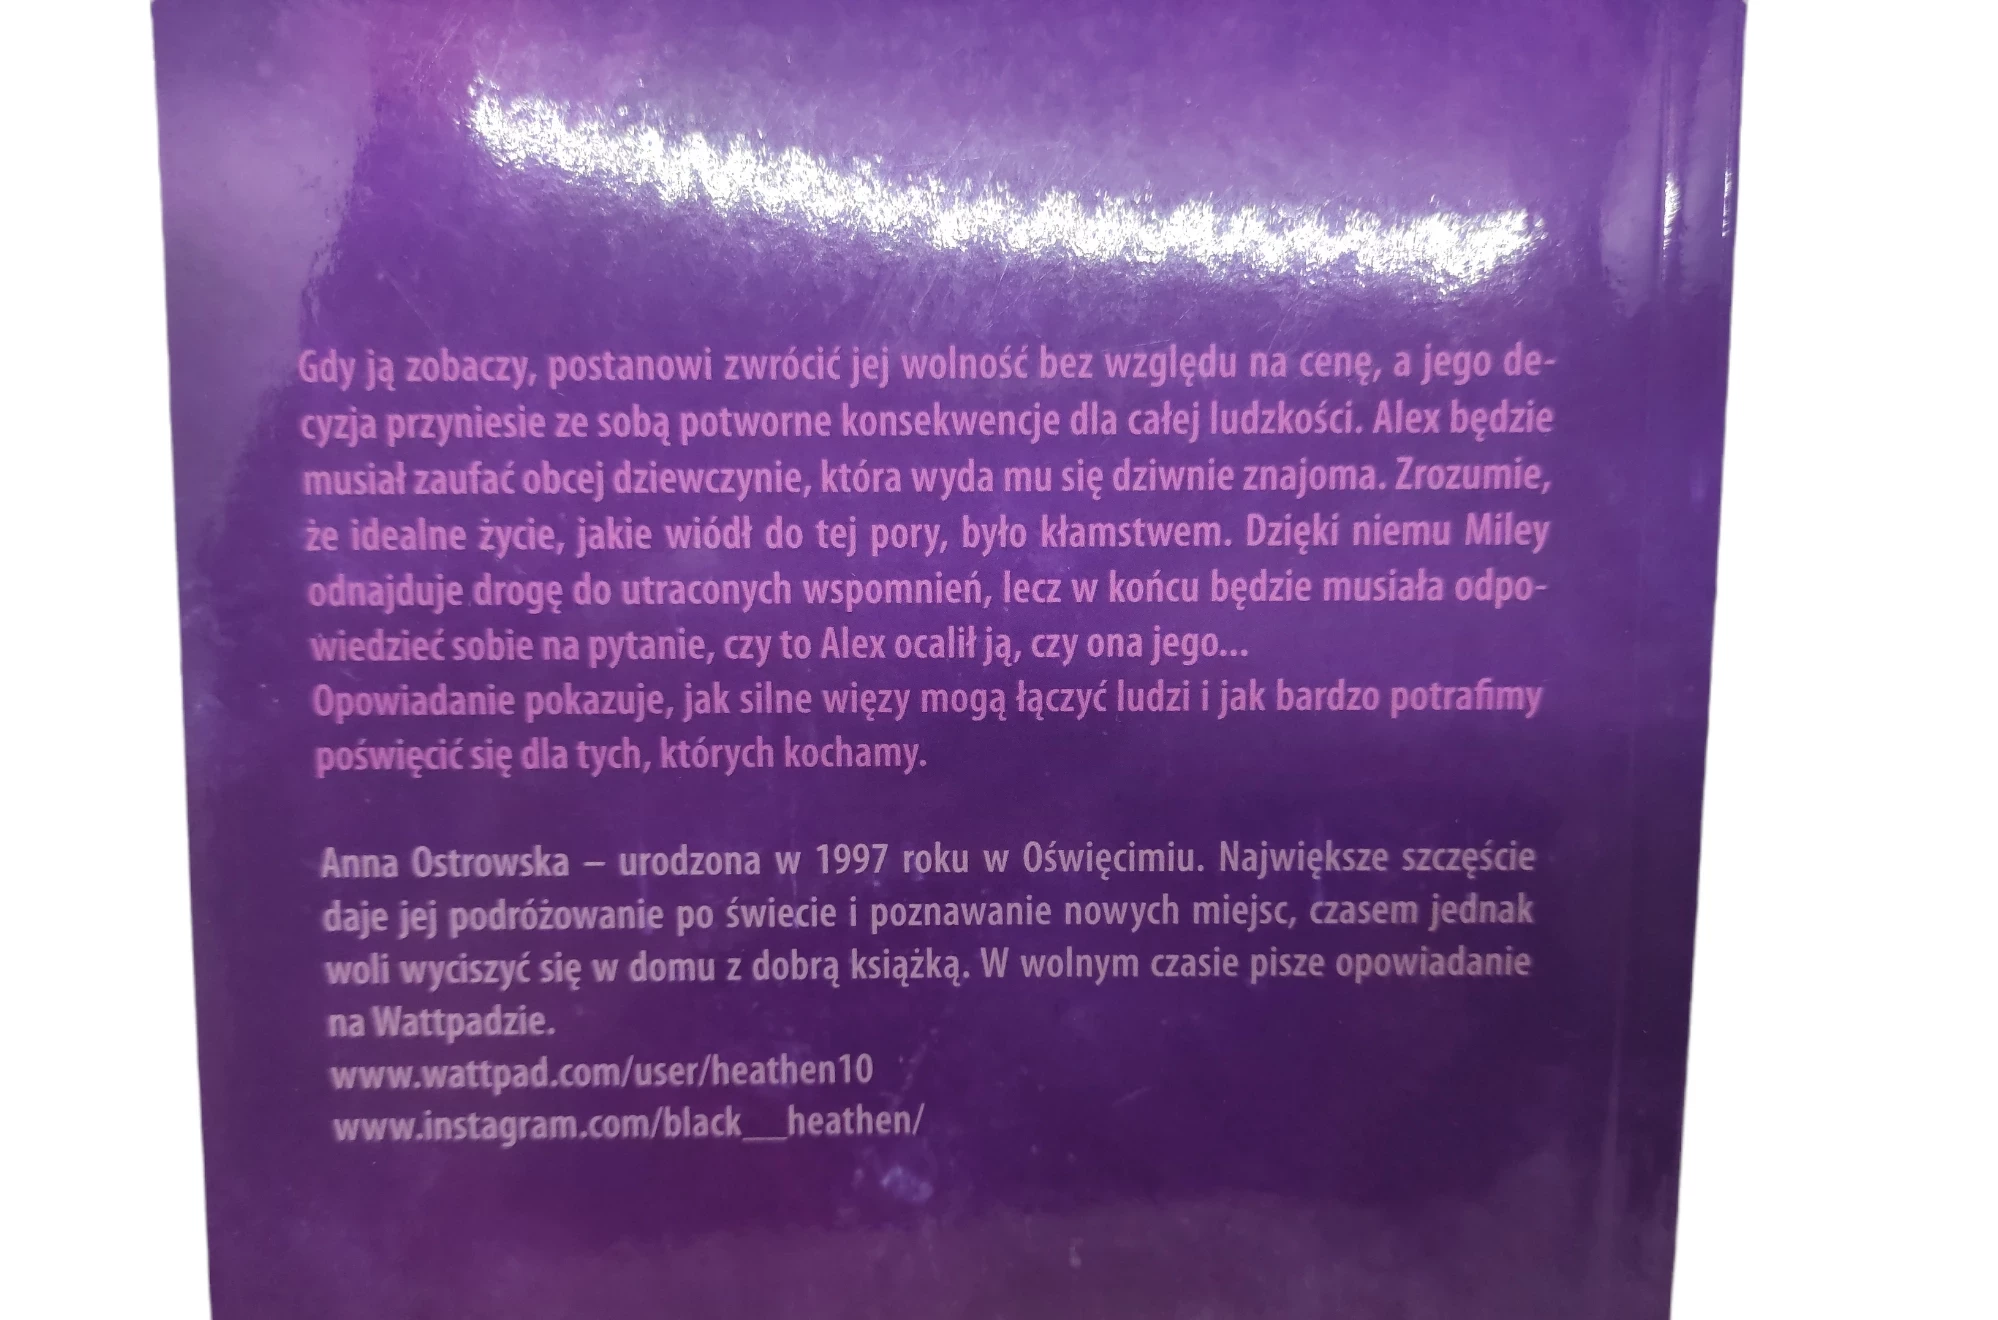 Gdy ją zobaczy, postanowi zwrócić jej wolność bez względu na cenę, a jego de-
cyzja przyniesie ze sobą potworne konsekwencje dla całej ludzkości. Alex będzie
musiał zaufać obcej dziewczynie, która wyda mu się dziwnie znajoma. Zrozumie,
że idealne życie, jakie wiódł do tej pory, było kłamstwem. Dzięki niemu Miley
odnajduje drogę do utraconych wspomnień, lecz w końcu będzie musiała odpo-
wiedzieć sobie na pytanie, czy to Alex ocalił ją, czy ona jego...
Opowiadanie pokazuje, jak silne więzy mogą łączyć ludzi i jak bardzo potrafimy
poświęcić się dla tych, których kochamy.
Anna Ostrowska – urodzona w 1997 roku w Oświęcimiu. Największe szczęście
daje jej podróżowanie po świecie i poznawanie nowych miejsc, czasem jednak
woli wyciszyć się w domu z dobrą książką. W wolnym czasie pisze opowiadanie
na Wattpadzie.
www.wattpad.com/user/heathen10
www.instagram.com/black__heathen/